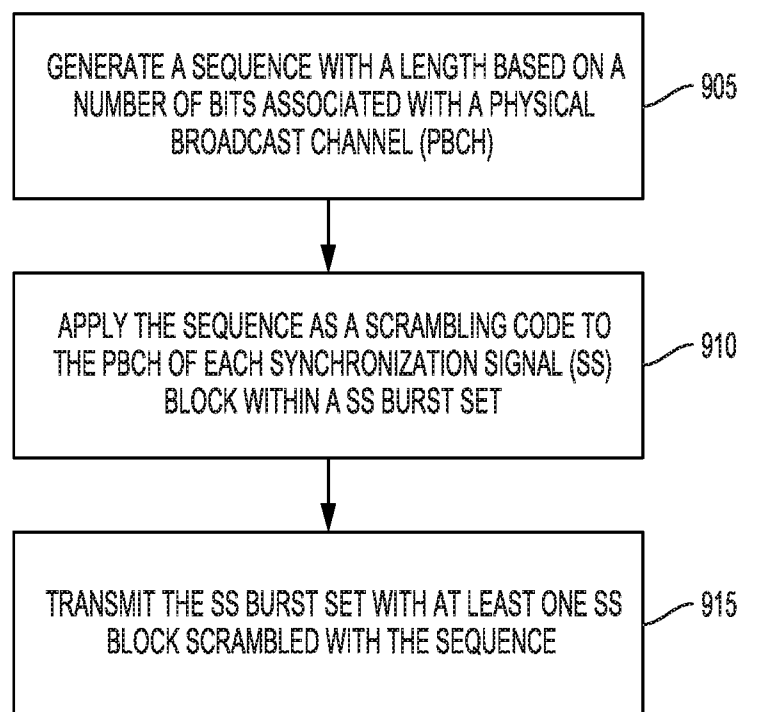 GENERATE A SEQUENCE WITH A LENGTH BASED ON A
NUMBER OF BITS ASSOCIATED WITH A PHYSICAL
BROADCAST CHANNEL (PBCH)
905
APPLY THE SEQUENCE AS A SCRAMBLING CODE TO
THE PBCH OF EACH SYNCHRONIZATION SIGNAL (SS)
BLOCK WITHIN A SS BURST SET
910
TRANSMIT THE SS BURST SET WITH AT LEAST ONE SS
BLOCK SCRAMBLED WITH THE SEQUENCE
915